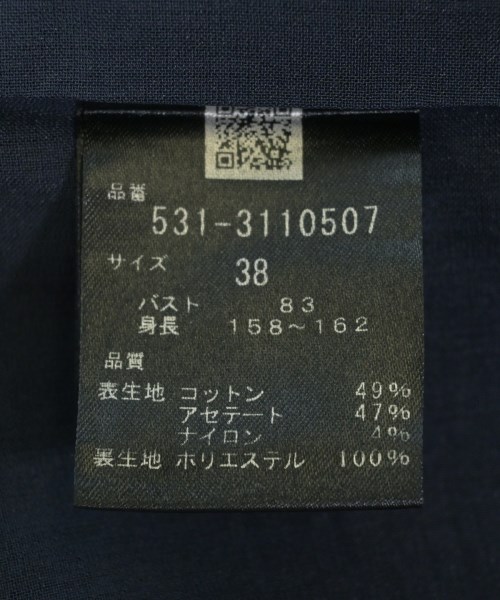 品番
531-3110507
サイズ 38
バスト 83
身長 158～162
品質
表生地 コットン 49%
アセテート 47%
ナイロン 4%
裏生地 ポリエステル 100%